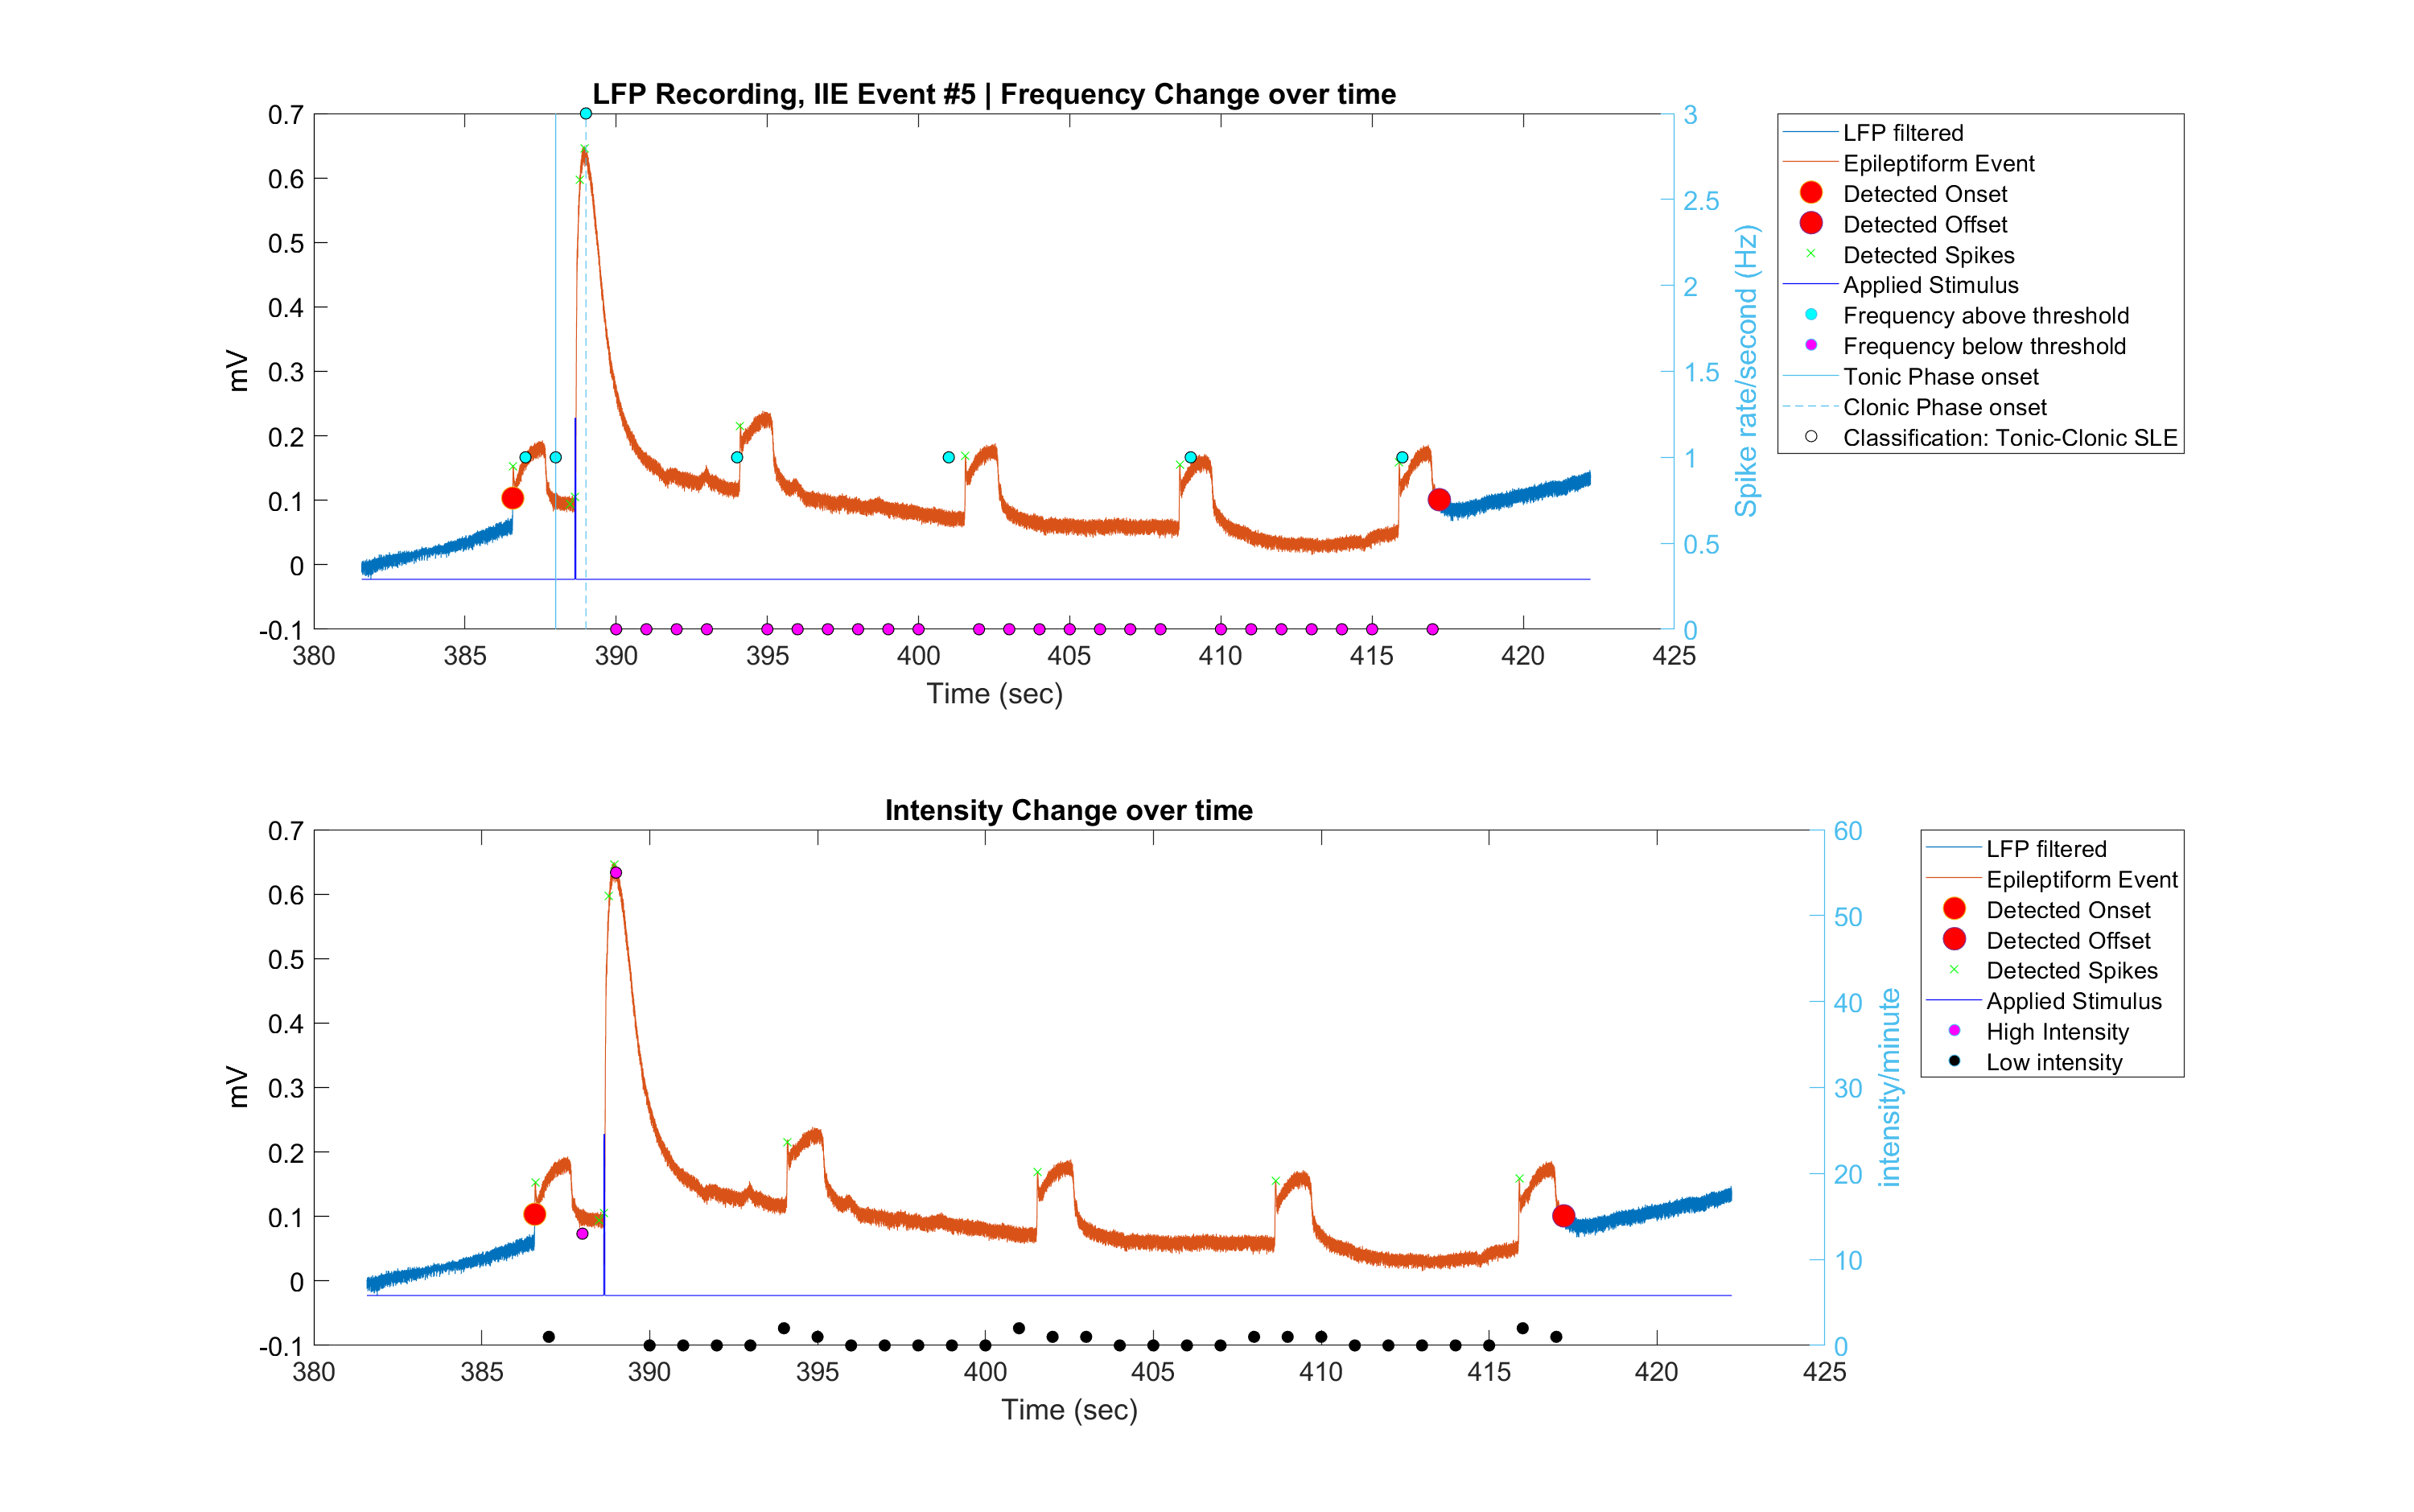 LFP Recording, IIE Event #5 | Frequency Change over time
0.7
0.6
0.5
0.4
0.3
0.2
0.1
0
-0.1
mV
380 385 390 395 400 405 410 415 420 425
Time (sec)
3
2.5
2
1.5
1
0.5
0
Spike rate/second (Hz)
LFP filtered
Epileptiform Event
Detected Onset
Detected Offset
Detected Spikes
Applied Stimulus
Frequency above threshold
Frequency below threshold
Tonic Phase onset
Clonic Phase onset
Classification: Tonic-Clonic SLE
Intensity Change over time
0.7
0.6
0.5
0.4
0.3
0.2
0.1
0
-0.1
mV
380 385 390 395 400 405 410 415 420 425
Time (sec)
60
50
40
30
20
10
0
intensity/minute
LFP filtered
Epileptiform Event
Detected Onset
Detected Offset
Detected Spikes
Applied Stimulus
High Intensity
Low intensity